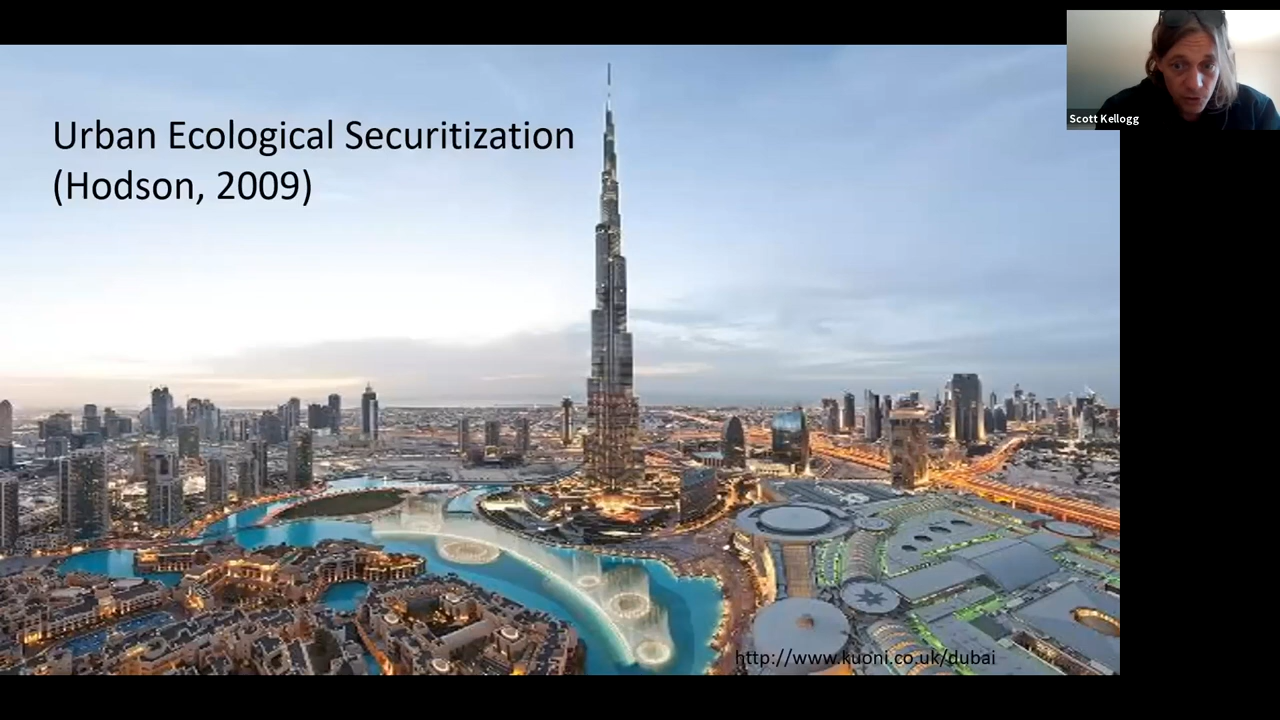 Urban Ecological Securitization
(Hodson, 2009)
Scott Kellogg
http://www.kuoni.co.uk/dubai